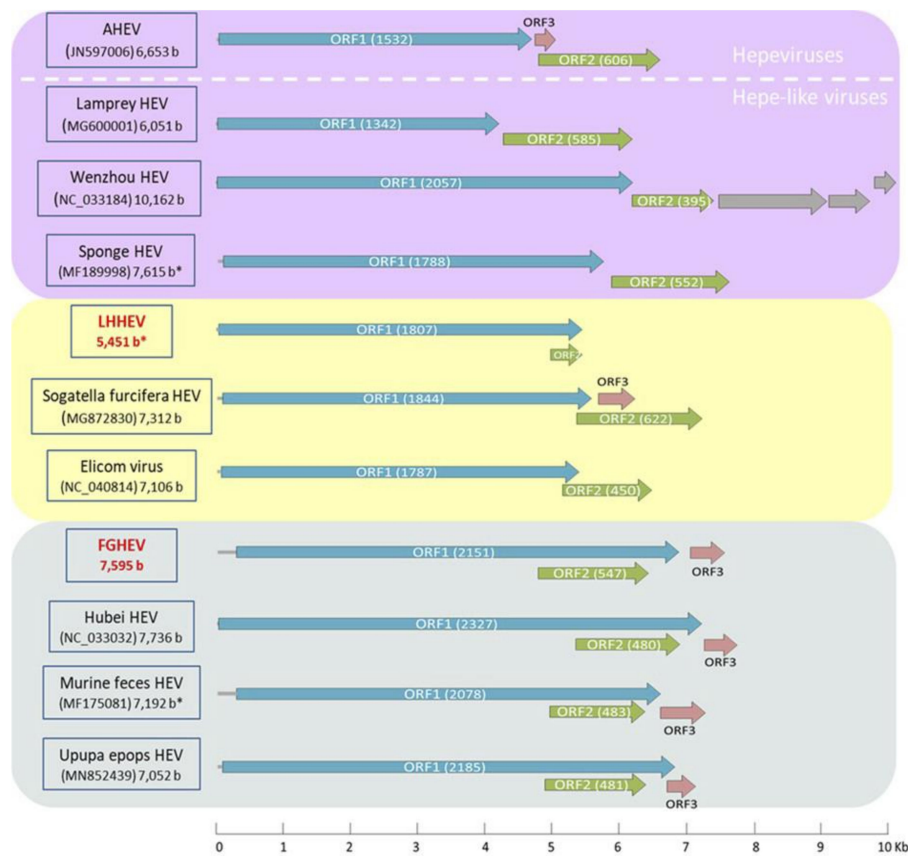 AHEV
(JN597006) 6,653 b
ORF1 (1532)
ORF3
ORF2 (606)
Hepeviruses
Hepe-like viruses
Lamprey HEV
(MG600001) 6,051 b
ORF1 (1342)
ORF2 (585)
Wenzhou HEV
(NC_033184) 10,162 b
ORF1 (2057)
ORF2 (395)
Sponge HEV
(MF189998) 7,615 b*
ORF1 (1788)
ORF2 (552)
LHHEV
5,451 b*
ORF1 (1807)
ORF2
Sogatella furcifera HEV
(MG872830) 7,312 b
ORF1 (1844)
ORF3
ORF2 (622)
Elicom virus
(NC_040814) 7,106 b
ORF1 (1787)
ORF2 (450)
FGHEV
7,595 b
ORF1 (2151)
ORF2 (547)
ORF3
Hubei HEV
(NC_033032) 7,736 b
ORF1 (2327)
ORF2 (480)
ORF3
Murine feces HEV
(MF175081) 7,192 b*
ORF1 (2078)
ORF2 (483)
ORF3
Upupa epops HEV
(MN852439) 7,052 b
ORF1 (2185)
ORF2 (481)
ORF3
0 1 2 3 4 5 6 7 8 9 10 Kb